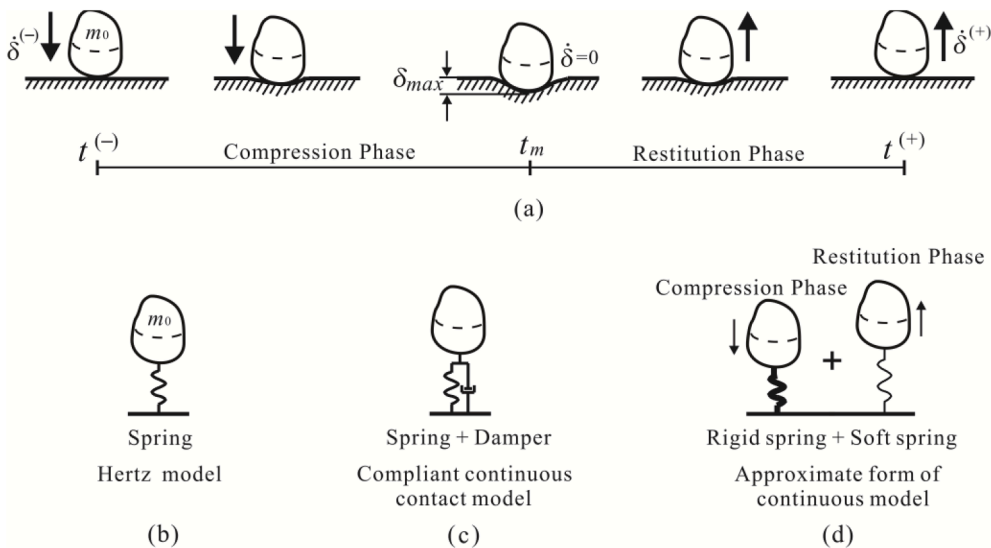 δ̇(−) m₀ δ̇=0 δ̇(+)
δmax
t(−) Compression Phase tm Restitution Phase t(+)
(a)
Restitution Phase
Compression Phase
m₀
+
Spring Spring + Damper Rigid spring + Soft spring
Hertz model Compliant continuous Approximate form of
contact model continuous model
(b) (c) (d)